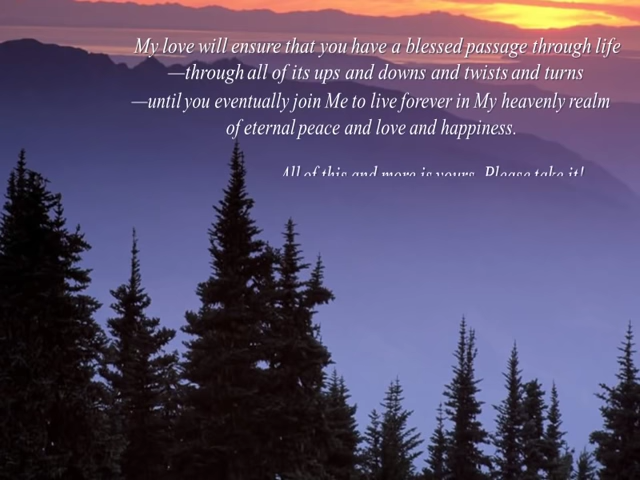 My love will ensure that you have a blessed passage through life
—through all of its ups and downs and twists and turns
—until you eventually join Me to live forever in My heavenly realm
of eternal peace and love and happiness.
All of this and more is yours. Please take it!